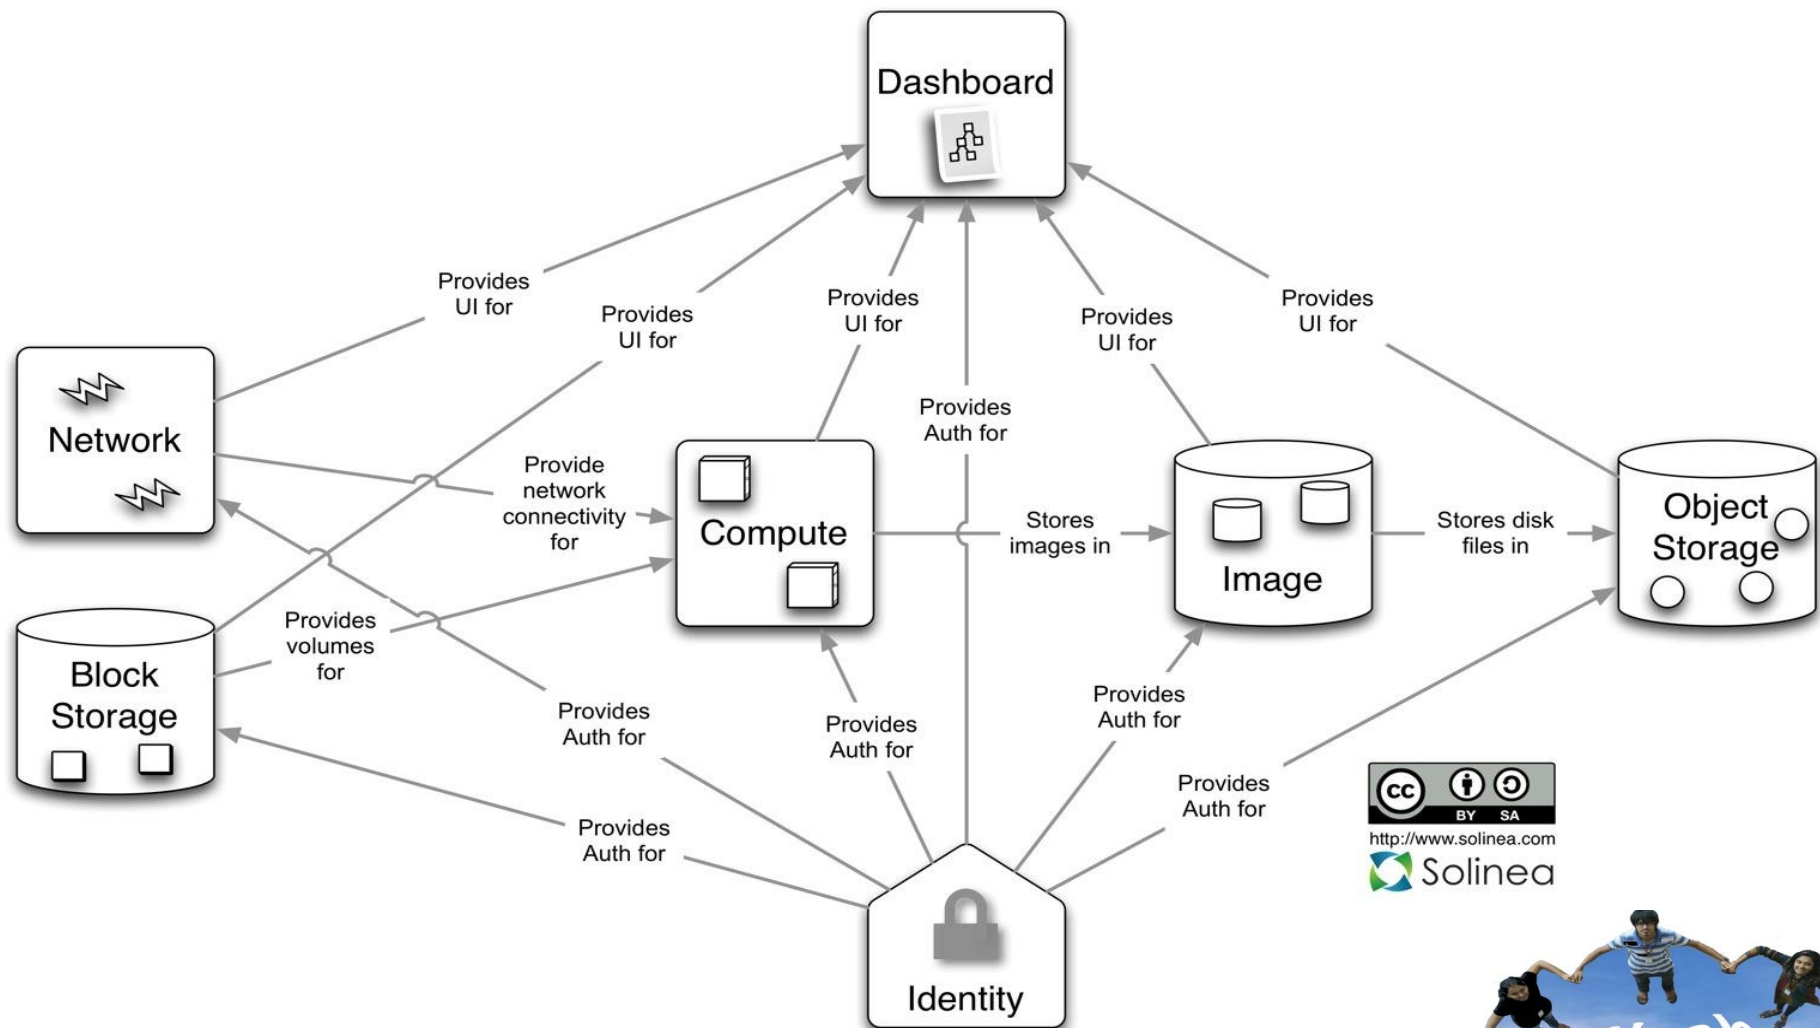 Dashboard
Provides
UI for
Provides
UI for
Provides
UI for
Provides
UI for
Provides
UI for
Network
Provides
Auth for
Provide
network
connectivity
for
Compute
Stores
images in
Image
Stores disk
files in
Object
Storage
Block
Storage
Provides
volumes
for
Provides
Auth for
Provides
Auth for
Provides
Auth for
Provides
Auth for
Provides
Auth for
Identity
cc
BY SA
http://www.solinea.com
Solinea